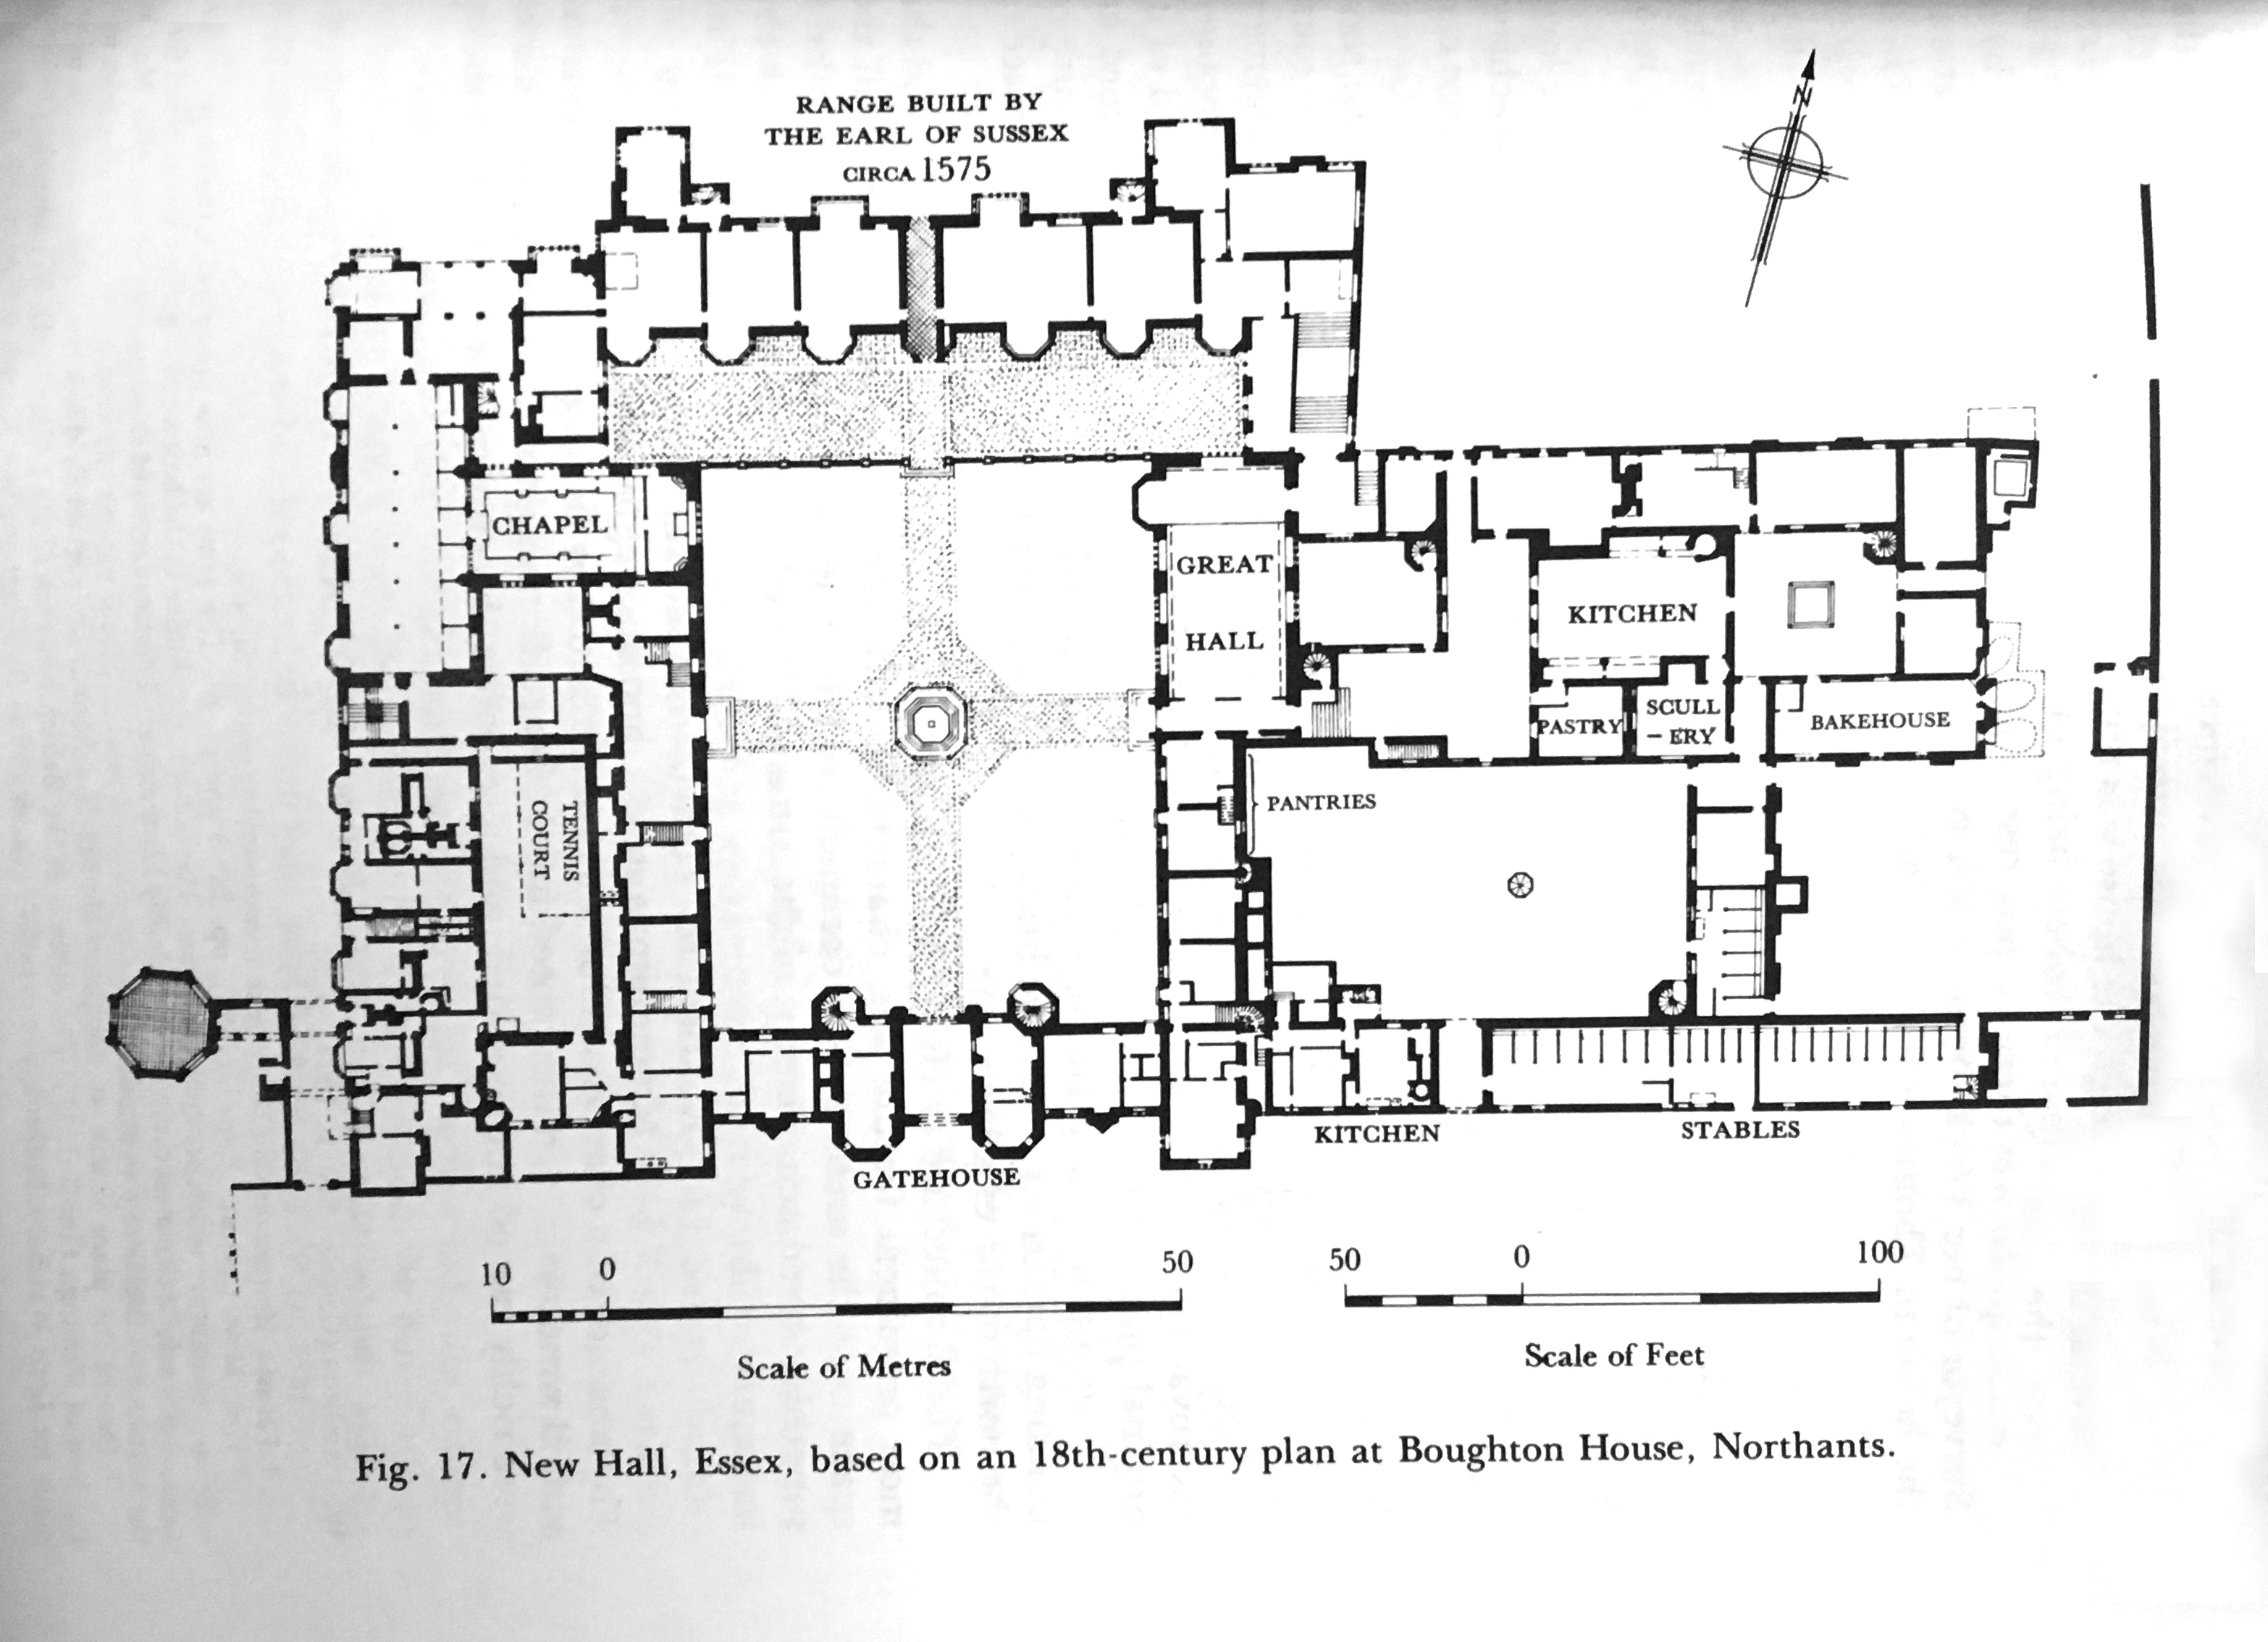 RANGE BUILT BY
THE EARL OF SUSSEX
CIRCA 1575
N
CHAPEL
GREAT
HALL
KITCHEN
PASTRY
SCULL
– ERY
BAKEHOUSE
TENNIS
COURT
PANTRIES
GATEHOUSE
KITCHEN
STABLES
10 0 50
Scale of Metres
50 0 100
Scale of Feet
Fig. 17. New Hall, Essex, based on an 18th-century plan at Boughton House, Northants.